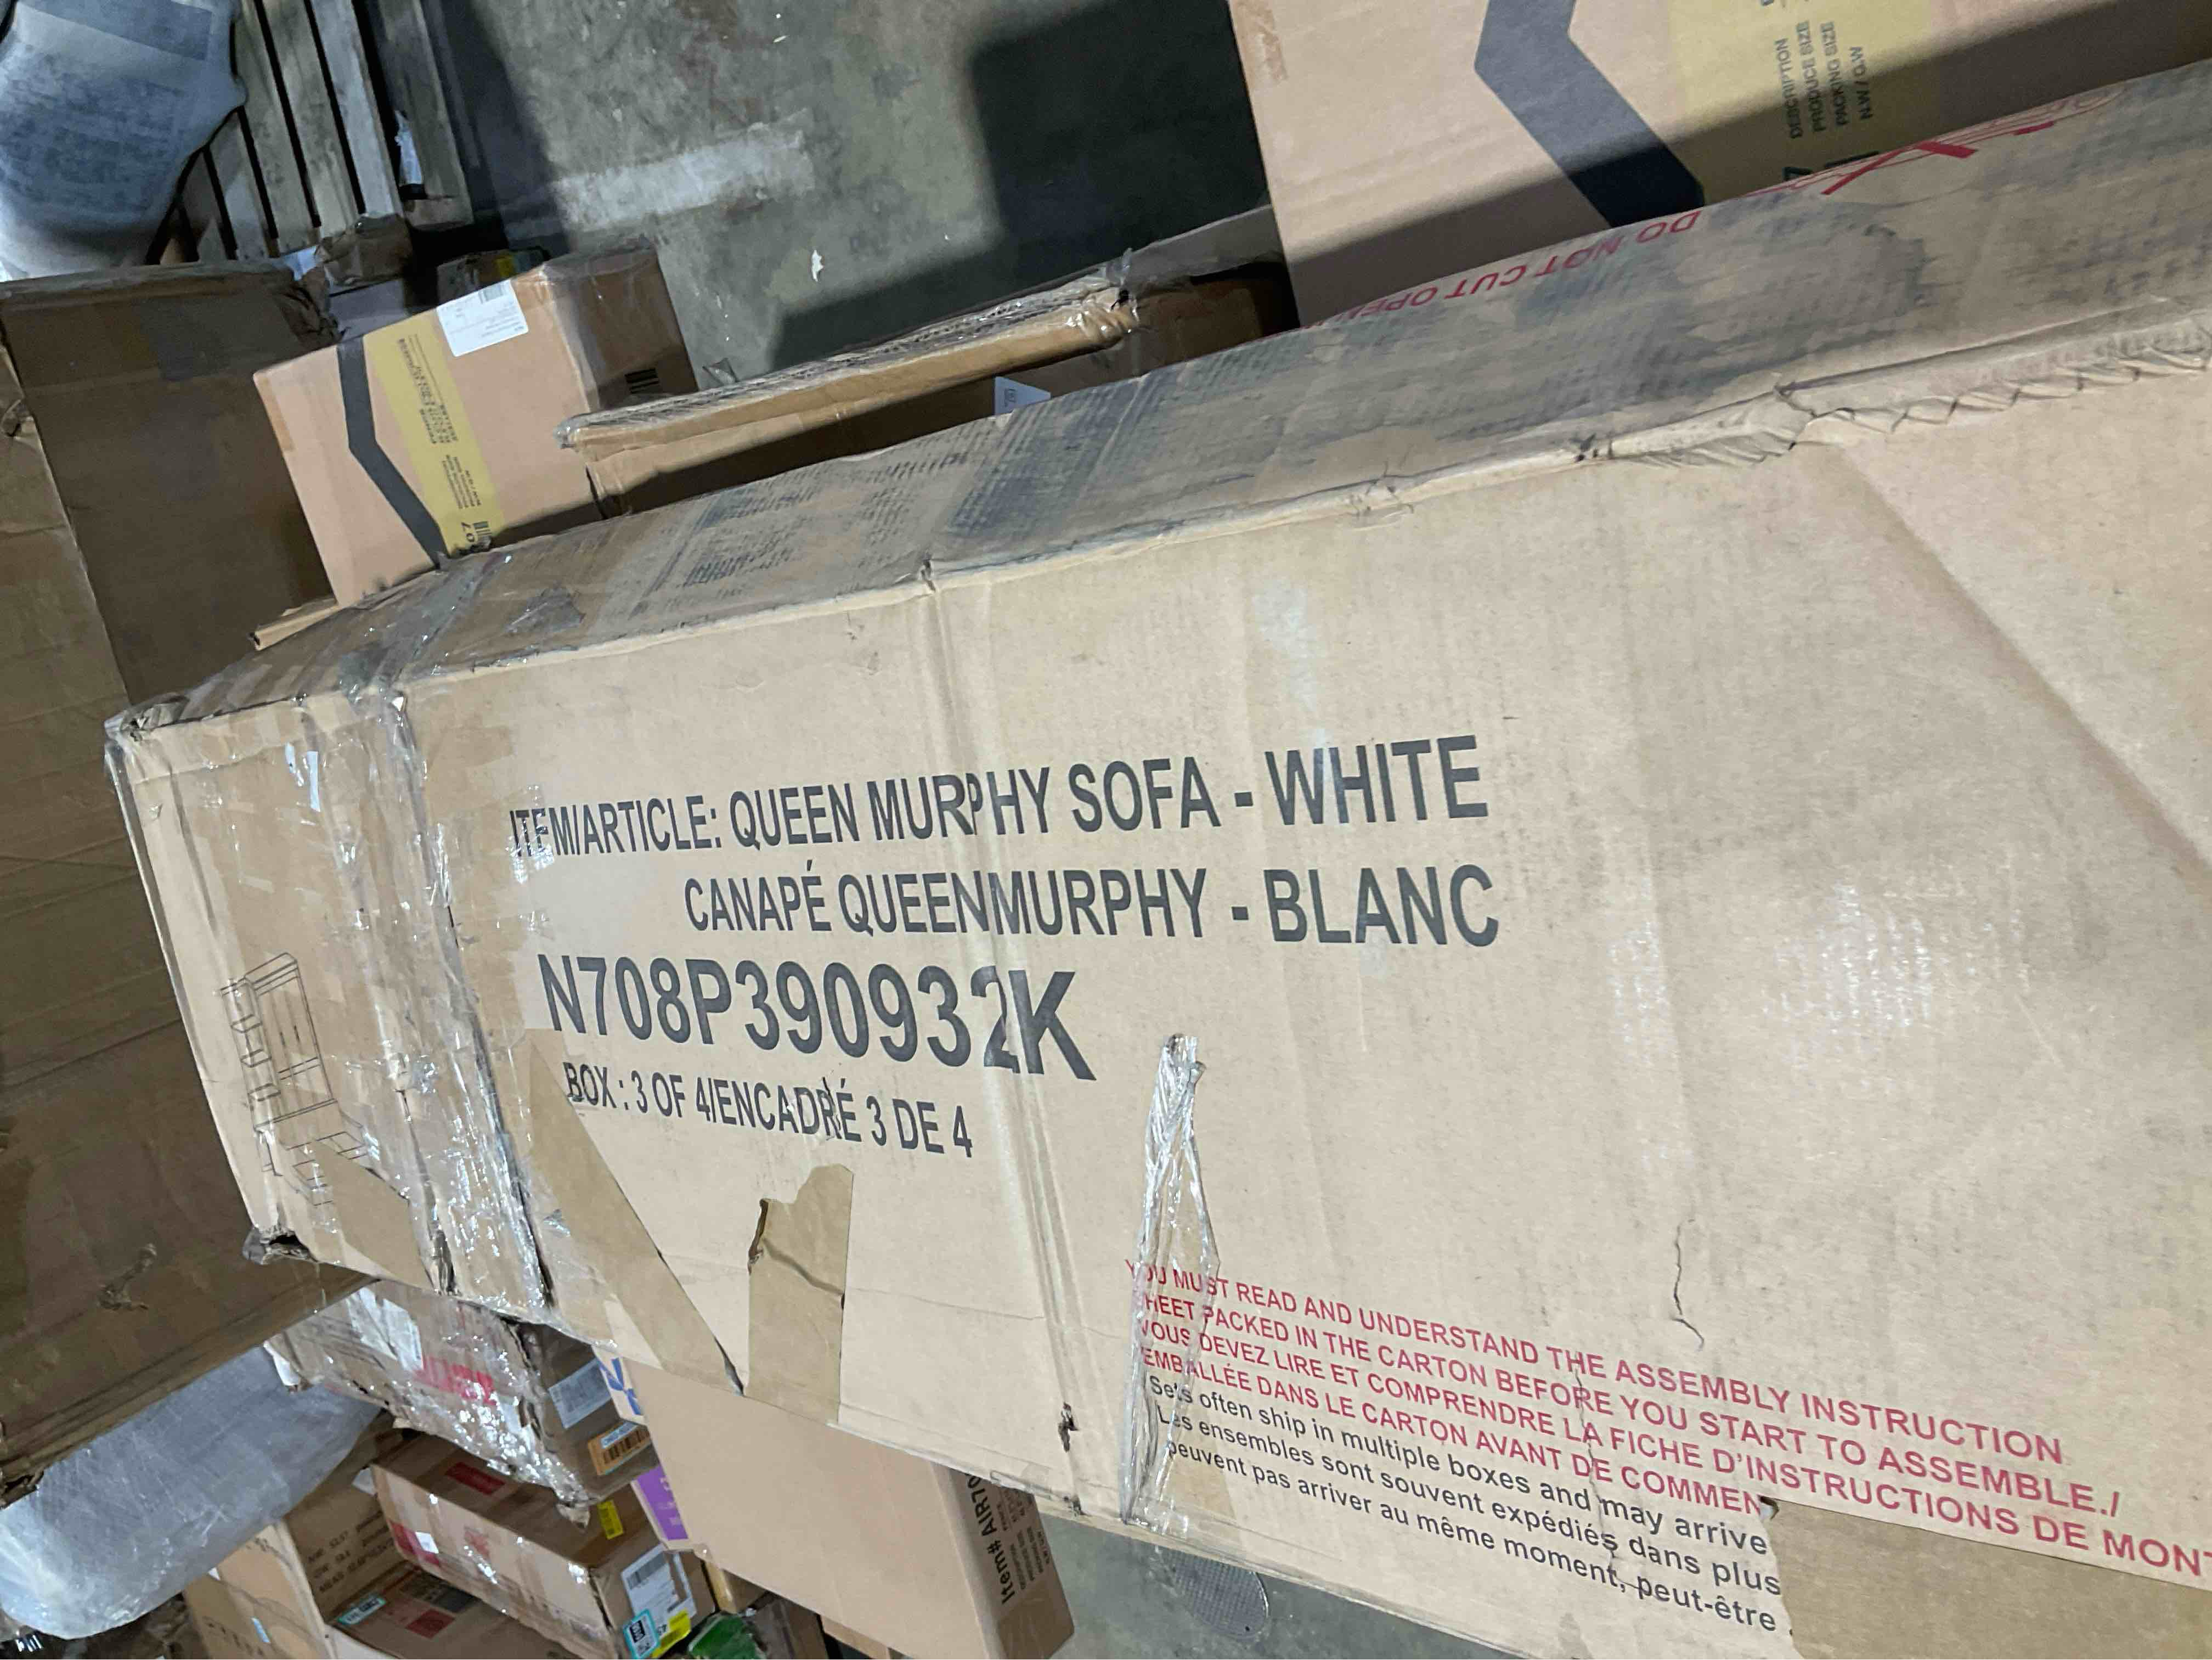 ITEM/ARTICLE: QUEEN MURPHY SOFA - WHITE
CANAPÉ QUEENMURPHY - BLANC
N708P390932K
BOX : 3 OF 4/ENCADRÉ 3 DE 4
YOU MUST READ AND UNDERSTAND THE ASSEMBLY INSTRUCTION
SHEET PACKED IN THE CARTON BEFORE YOU START TO ASSEMBLE./
VOUS DEVEZ LIRE ET COMPRENDRE LA FICHE D'INSTRUCTIONS DE MONT
EMBALLÉE DANS LE CARTON AVANT DE COMMEN
Sets often ship in multiple boxes and may arrive
Les ensembles sont souvent expédiés dans plus
peuvent pas arriver au même moment, peut-être
DO NOT CUT OPEN
DESCRIPTION
PRODUCE SIZE
PACKING SIZE
N.W / G.W
Item# AIR70